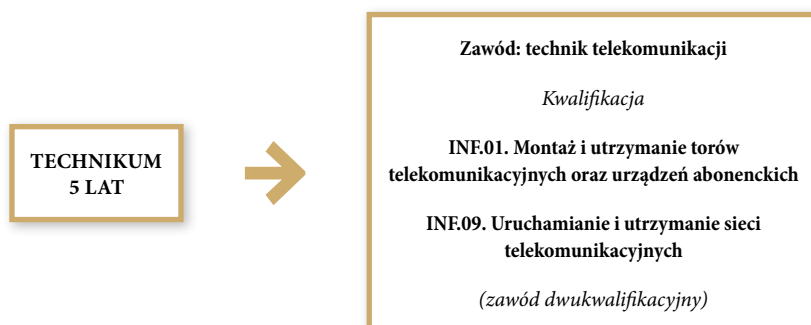 TECHNIKUM
5 LAT
Zawód: technik telekomunikacji
Kwalifikacja
INF.01. Montaż i utrzymanie torów
telekomunikacyjnych oraz urządzeń abonenckich
INF.09. Uruchamianie i utrzymanie sieci
telekomunikacyjnych
(zawód dwukwalifikacyjny)